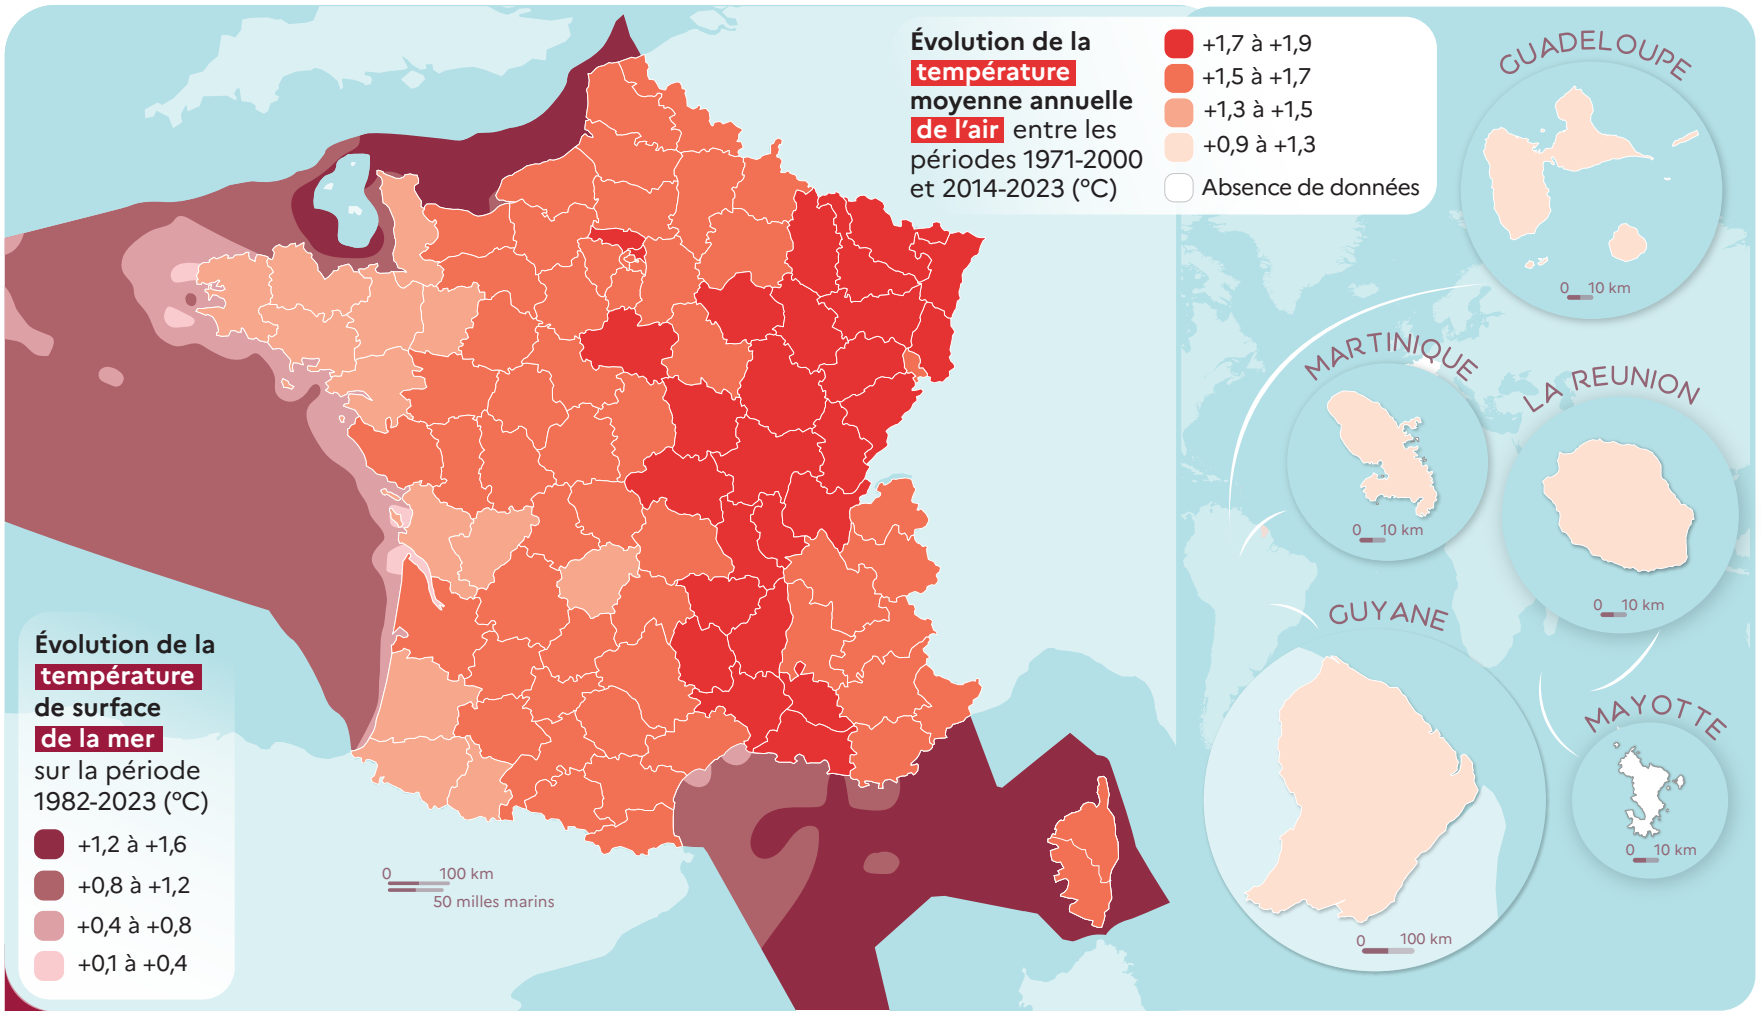 Évolution de la
température
moyenne annuelle
de l'air entre les
périodes 1971-2000
et 2014-2023 (°C)
+1,7 à +1,9
+1,5 à +1,7
+1,3 à +1,5
+0,9 à +1,3
Absence de données
GUADELOUPE
0 10 km
MARTINIQUE
0 10 km
LA REUNION
0 10 km
GUYANE
0 100 km
MAYOTTE
0 10 km
Évolution de la
température
de surface
de la mer
sur la période
1982-2023 (°C)
+1,2 à +1,6
+0,8 à +1,2
+0,4 à +0,8
+0,1 à +0,4
0 100 km
50 milles marins